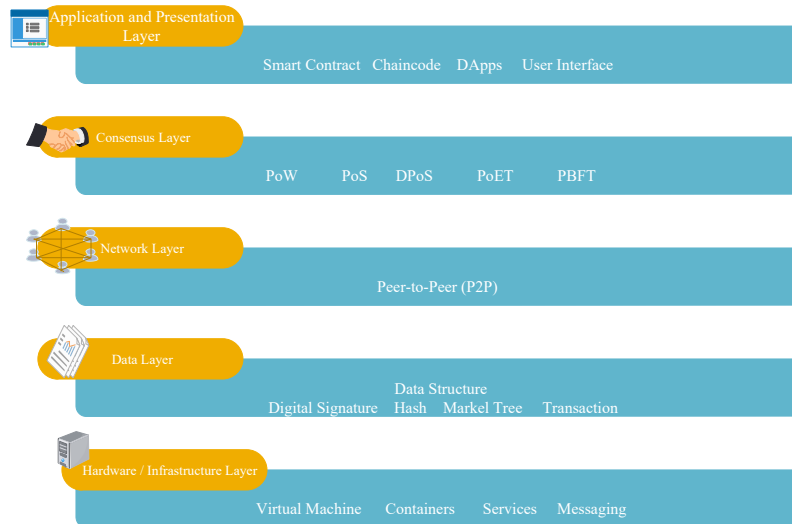 Application and Presentation
Layer
Smart Contract Chaincode DApps User Interface
Consensus Layer
PoW PoS DPoS PoET PBFT
Network Layer
Peer-to-Peer (P2P)
Data Layer
Data Structure
Digital Signature Hash Markel Tree Transaction
Hardware / Infrastructure Layer
Virtual Machine Containers Services Messaging